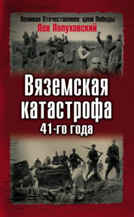 Великая Отечественная: цена Победы
Лев Лопуховский
Вяземская
катастрофа
41-го года